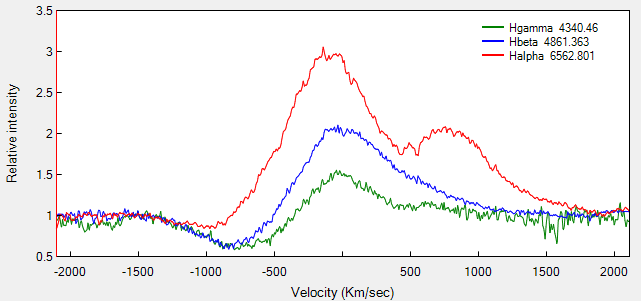 3.5
3
2.5
2
1.5
1
0.5
Relative intensity
Hgamma 4340.46
Hbeta 4861.363
Halpha 6562.801
-2000 -1500 -1000 -500 500 1000 1500 2000
Velocity (Km/sec)